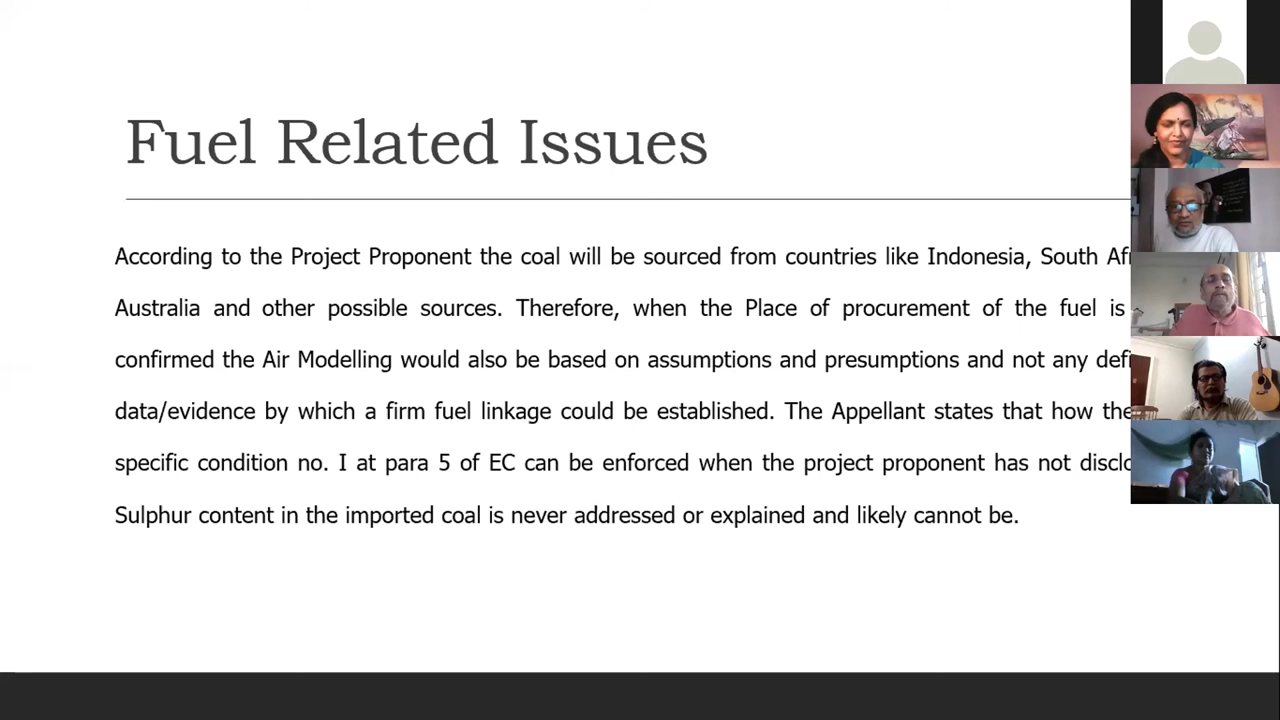 Fuel Related Issues
According to the Project Proponent the coal will be sourced from countries like Indonesia, South
Australia and other possible sources. Therefore, when the Place of procurement of the fuel is
confirmed the Air Modelling would also be based on assumptions and presumptions and not any
data/evidence by which a firm fuel linkage could be established. The Appellant states that how
specific condition no. I at para 5 of EC can be enforced when the project proponent has not
Sulphur content in the imported coal is never addressed or explained and likely cannot be.